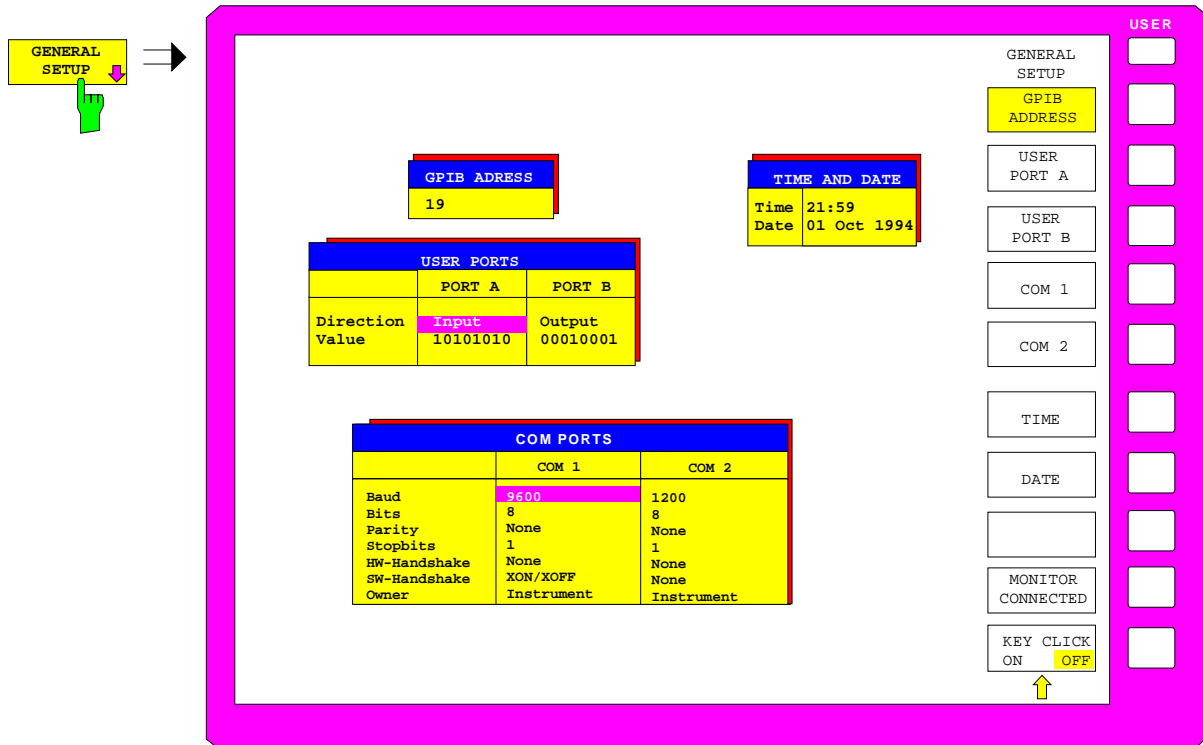 GENERAL
SETUP
USER
GPIB ADRESS
19
TIME AND DATE
Time 21:59
Date 01 Oct 1994
USER PORTS
PORT A PORT B
Direction Input Output
Value 10101010 00010001
COM PORTS
COM 1 COM 2
Baud 9600 1200
Bits 8 8
Parity None None
Stopbits 1 1
HW-Handshake None None
SW-Handshake XON/XOFF None
Owner Instrument Instrument
GENERAL
SETUP
GPIB
ADDRESS
USER
PORT A
USER
PORT B
COM 1
COM 2
TIME
DATE
MONITOR
CONNECTED
KEY CLICK
ON OFF